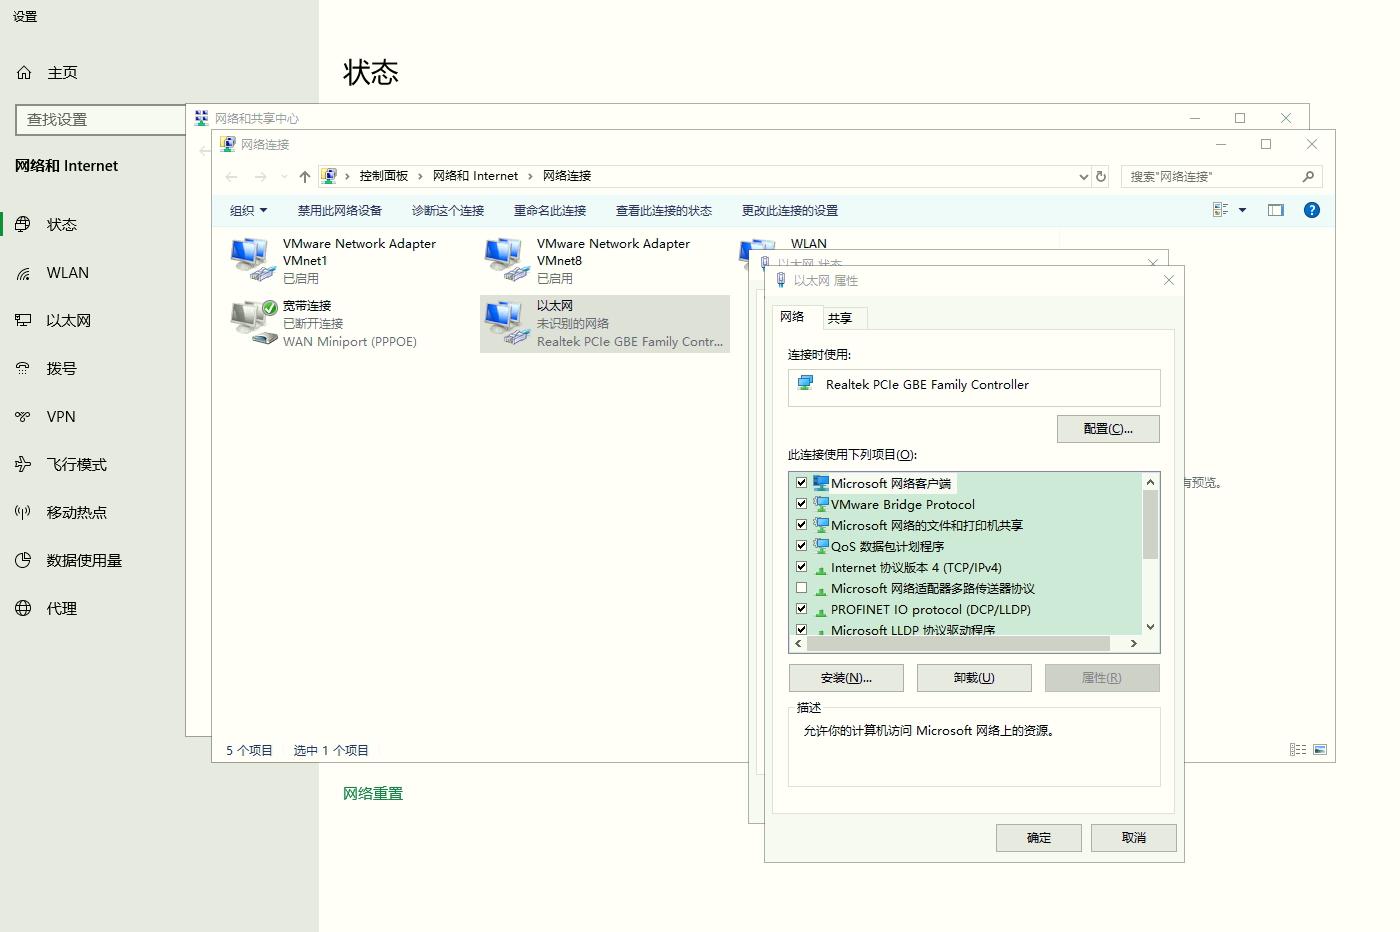 设置
主页
状态
查找设置
网络和 Internet
状态
WLAN
以太网
拨号
VPN
飞行模式
移动热点
数据使用量
代理
网络重置
网络和共享中心
网络连接
控制面板 > 网络和 Internet > 网络连接
搜索"网络连接"
组织 禁用此网络设备 诊断这个连接 重命名此连接 查看此连接的状态 更改此连接的设置
VMware Network Adapter
VMnet1
已启用
VMware Network Adapter
VMnet8
已启用
WLAN
宽带连接
已断开连接
WAN Miniport (PPPOE)
以太网
未识别的网络
Realtek PCIe GBE Family Contr...
有预览。
5 个项目 选中 1 个项目
以太网 状态
以太网 属性
网络 共享
连接时使用:
Realtek PCIe GBE Family Controller
配置(C)...
此连接使用下列项目(O):
Microsoft 网络客户端
VMware Bridge Protocol
Microsoft 网络的文件和打印机共享
QoS 数据包计划程序
Internet 协议版本 4 (TCP/IPv4)
Microsoft 网络适配器多路传送器协议
PROFINET IO protocol (DCP/LLDP)
Microsoft LLDP 协议驱动程序
安装(N)... 卸载(U) 属性(R)
描述
允许你的计算机访问 Microsoft 网络上的资源。
确定 取消